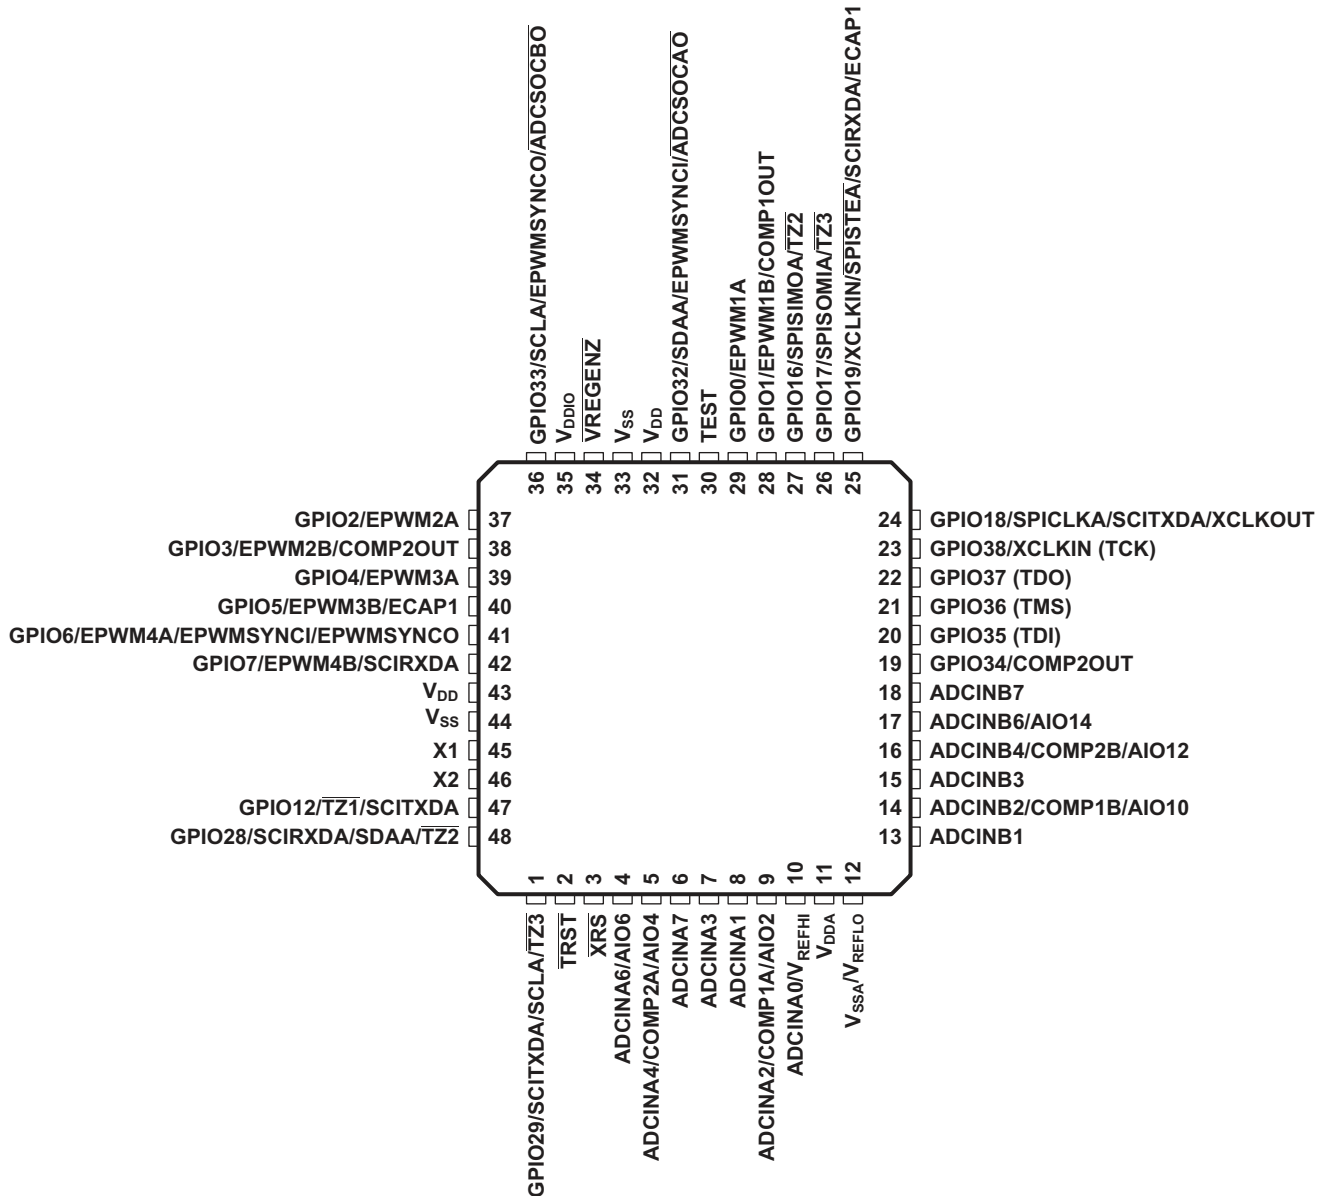 GPIO33/SCLA/EPWMSYNCO/ADCSOCBO
VDDIO
VREGENZ
VSS
VDD
GPIO32/SDAA/EPWMSYNCI/ADCSOCAO
TEST
GPIO0/EPWM1A
GPIO1/EPWM1B/COMP1OUT
GPIO16/SPISIMOA/TZ2
GPIO17/SPISOMIA/TZ3
GPIO19/XCLKIN/SPISTEA/SCIRXDA/ECAP1
36
35
34
33
32
31
30
29
28
27
26
25
GPIO2/EPWM2A 37
GPIO3/EPWM2B/COMP2OUT 38
GPIO4/EPWM3A 39
GPIO5/EPWM3B/ECAP1 40
GPIO6/EPWM4A/EPWMSYNCI/EPWMSYNCO 41
GPIO7/EPWM4B/SCIRXDA 42
VDD 43
VSS 44
X1 45
X2 46
GPIO12/TZ1/SCITXDA 47
GPIO28/SCIRXDA/SDAA/TZ2 48
24 GPIO18/SPICLKA/SCITXDA/XCLKOUT
23 GPIO38/XCLKIN (TCK)
22 GPIO37 (TDO)
21 GPIO36 (TMS)
20 GPIO35 (TDI)
19 GPIO34/COMP2OUT
18 ADCINB7
17 ADCINB6/AIO14
16 ADCINB4/COMP2B/AIO12
15 ADCINB3
14 ADCINB2/COMP1B/AIO10
13 ADCINB1
1
2
3
4
5
6
7
8
9
10
11
12
GPIO29/SCITXDA/SCLA/TZ3
TRST
XRS
ADCINA6/AIO6
ADCINA4/COMP2A/AIO4
ADCINA7
ADCINA3
ADCINA1
ADCINA2/COMP1A/AIO2
ADCINA0/VREFHI
VDDA
VSSA/VREFLO